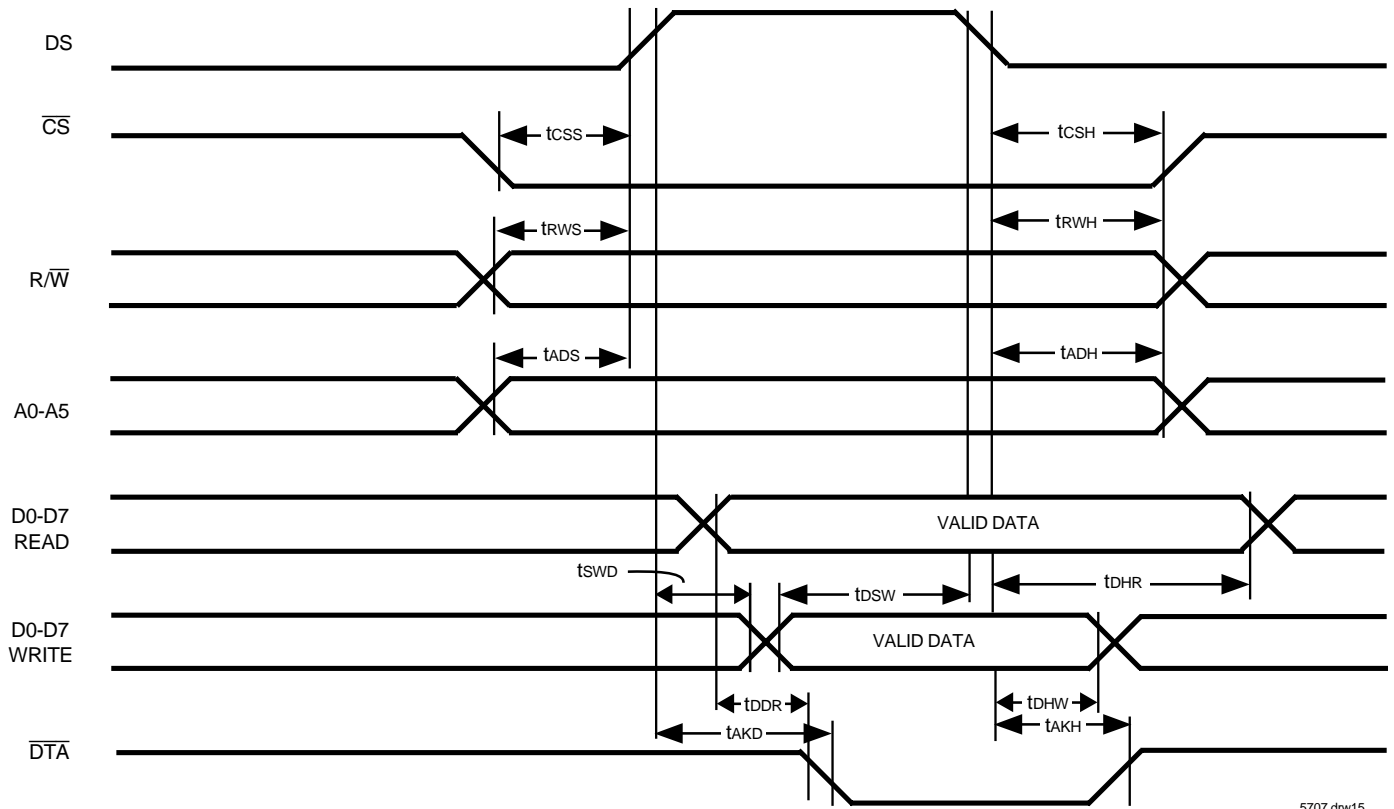 DS
CS
tCSS
tCSH
tRWS
tRWH
R/W
tADS
tADH
A0-A5
D0-D7
READ
VALID DATA
tSWD
tDHR
tDSW
D0-D7
WRITE
VALID DATA
tDDR
tDHW
tAKD
tAKH
DTA
5707 drw15